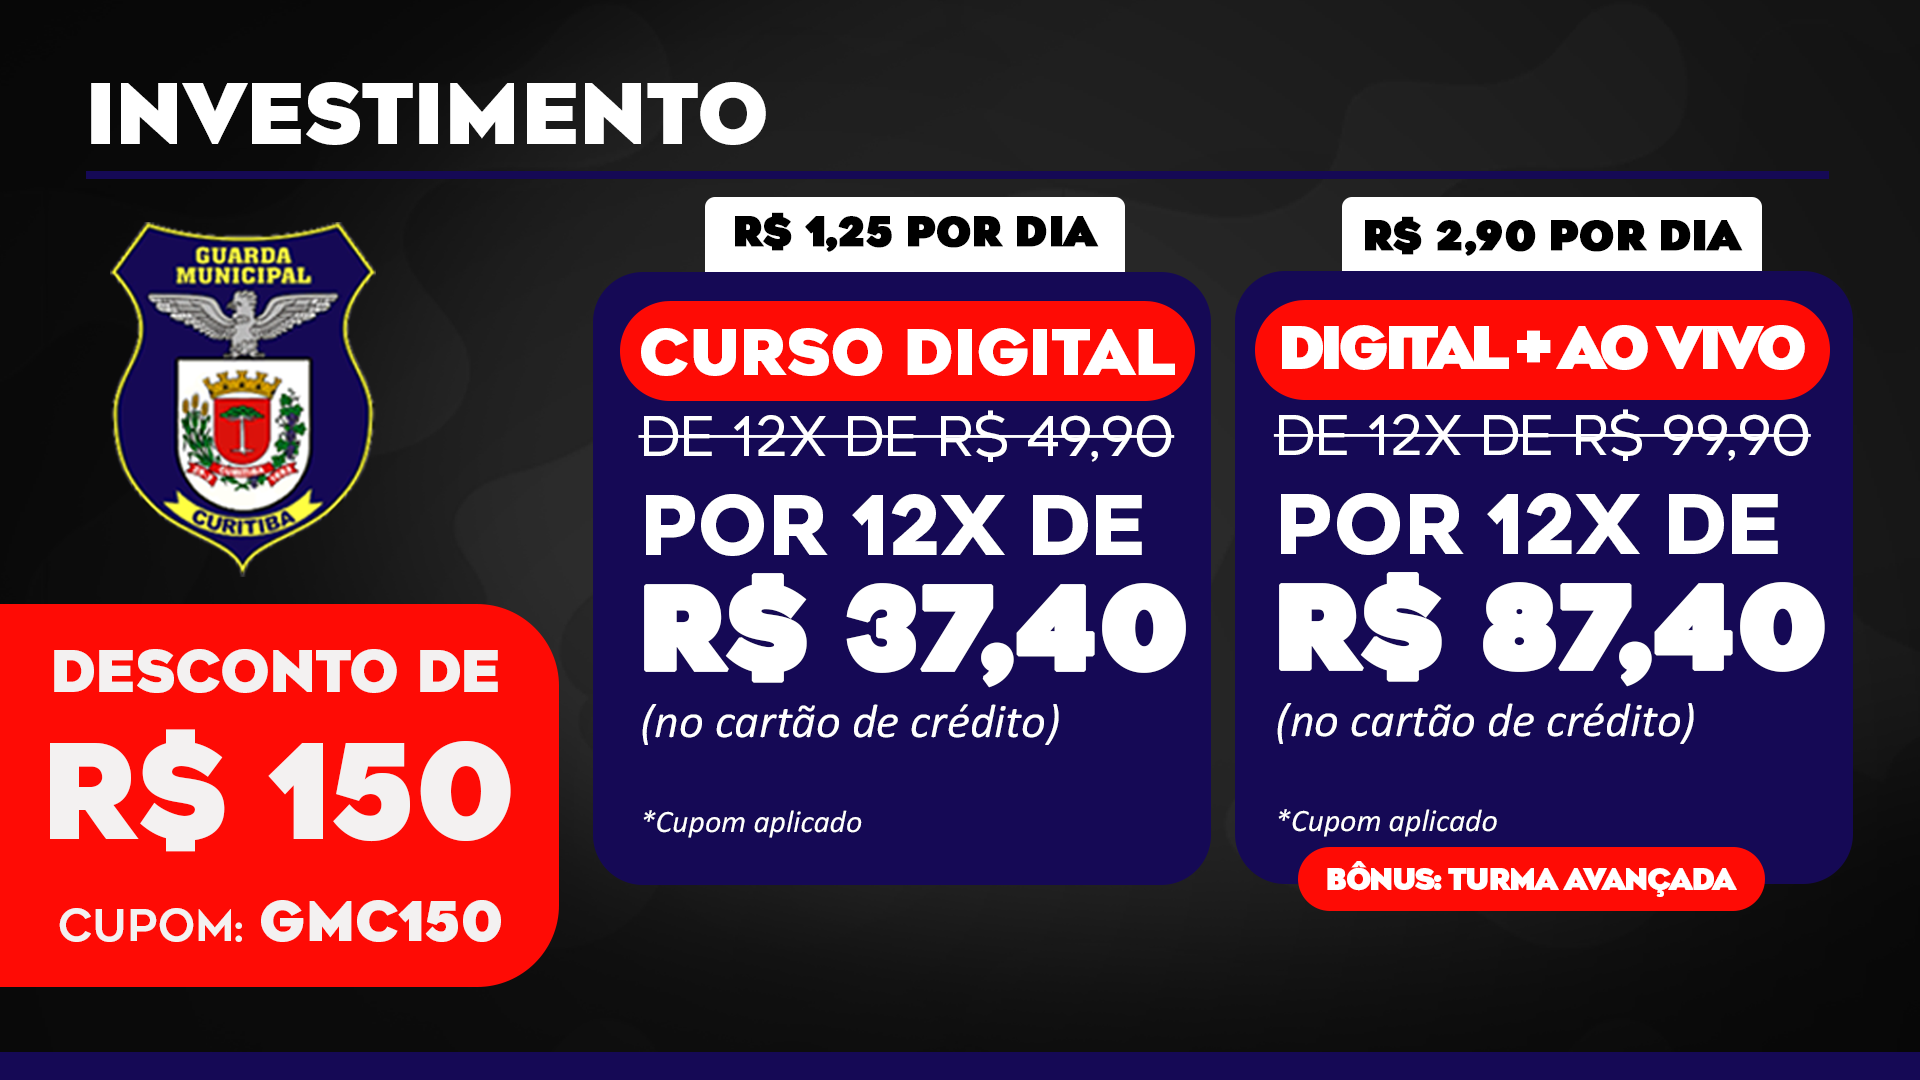 INVESTIMENTO
GUARDA
MUNICIPAL
CURITIBA
CURITIBA
DESCONTO DE
R$ 150
CUPOM: GMC150
R$ 1,25 POR DIA
CURSO DIGITAL
DE 12X DE R$ 49,90
POR 12X DE
R$ 37,40
(no cartão de crédito)
*Cupom aplicado
R$ 2,90 POR DIA
DIGITAL + AO VIVO
DE 12X DE R$ 99,90
POR 12X DE
R$ 87,40
(no cartão de crédito)
*Cupom aplicado
BÔNUS: TURMA AVANÇADA